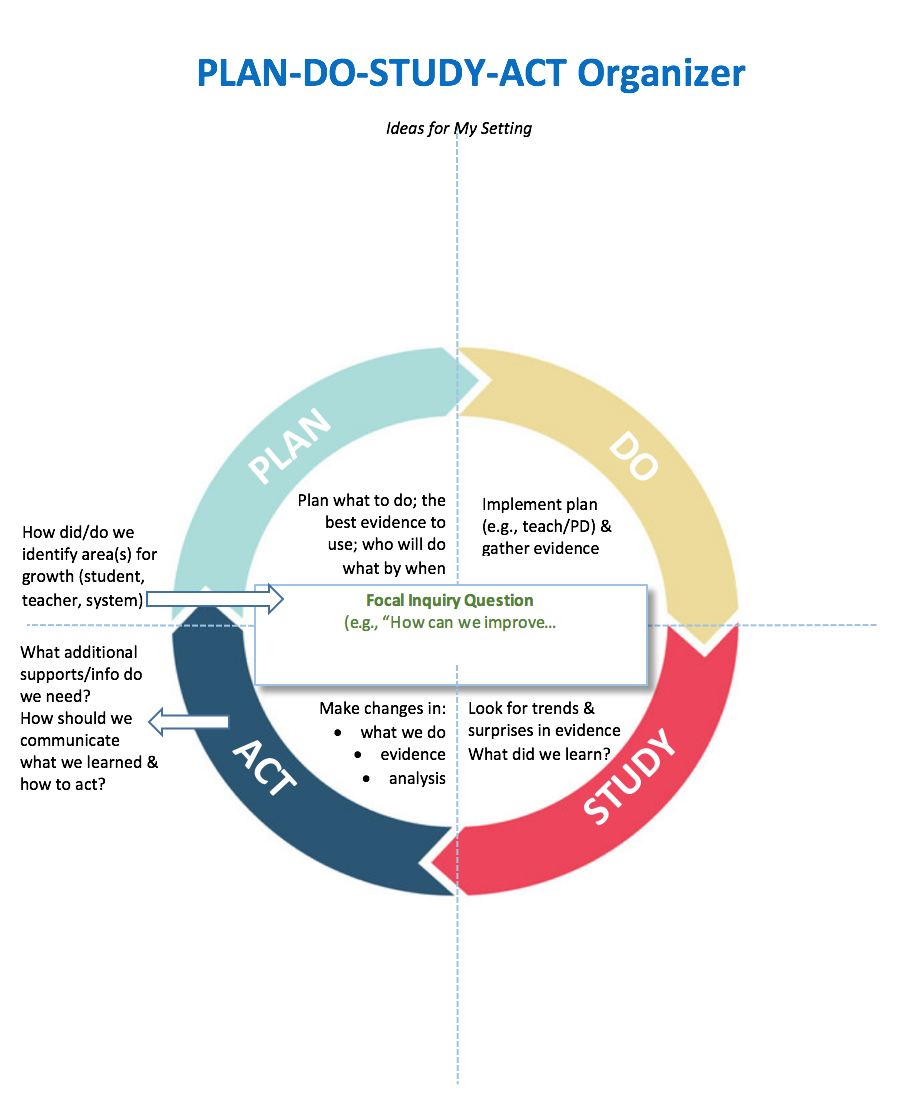 PLAN-DO-STUDY-ACT Organizer
Ideas for My Setting
PLAN
DO
Plan what to do; the
best evidence to
use; who will do
what by when
Implement plan
(e.g., teach/PD) &
gather evidence
How did/do we
identify area(s) for
growth (student,
teacher, system)
Focal Inquiry Question
(e.g., “How can we improve…
What additional
supports/info do
we need?
How should we
communicate
what we learned &
how to act?
ACT
Make changes in:
• what we do
• evidence
• analysis
Look for trends &
surprises in evidence
What did we learn?
STUDY